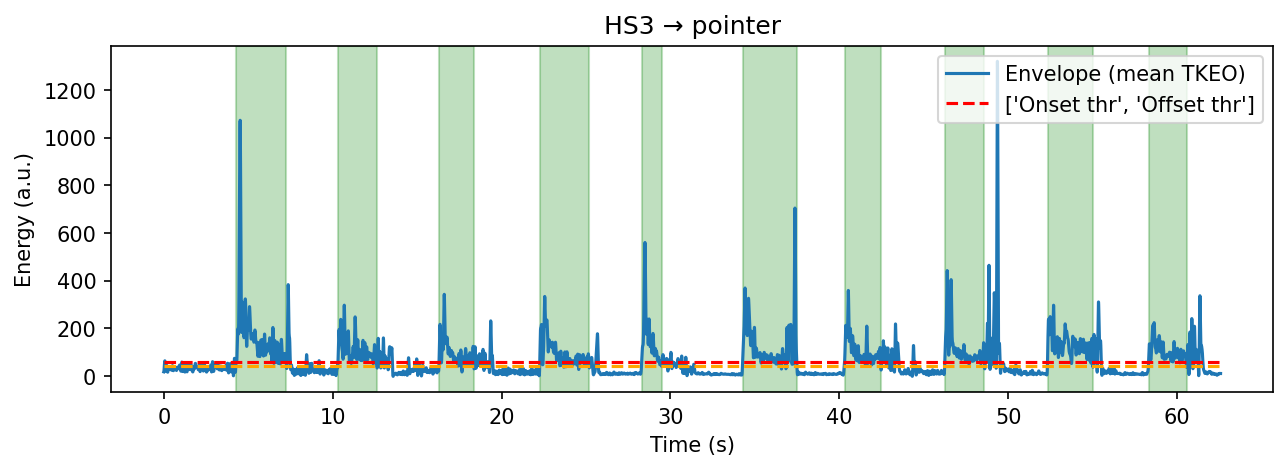 HS3 → pointer
Energy (a.u.)
1200
1000
800
600
400
200
0
Envelope (mean TKEO)
['Onset thr', 'Offset thr']
0 10 20 30 40 50 60
Time (s)